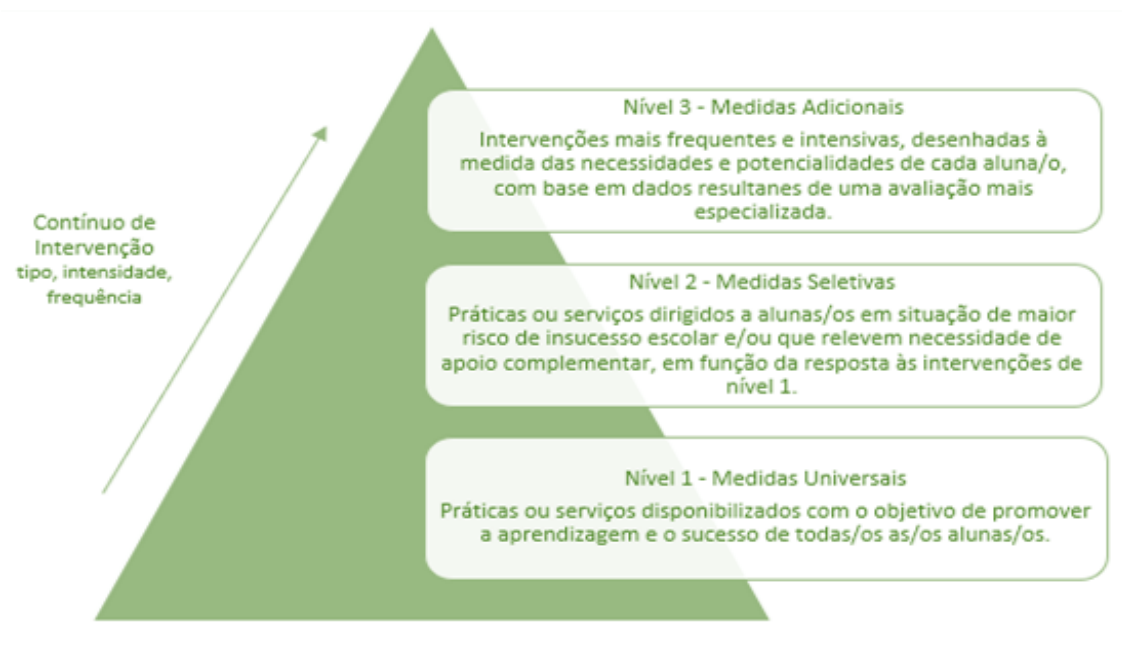 Nível 3 - Medidas Adicionais
Intervenções mais frequentes e intensivas, desenhadas à
medida das necessidades e potencialidades de cada aluna/o,
com base em dados resultanes de uma avaliação mais
especializada.
Contínuo de
Intervenção
tipo, intensidade,
frequência
Nível 2 - Medidas Seletivas
Práticas ou serviços dirigidos a alunas/os em situação de maior
risco de insucesso escolar e/ou que relevem necessidade de
apoio complementar, em função da resposta às intervenções de
nível 1.
Nível 1 - Medidas Universais
Práticas ou serviços disponibilizados com o objetivo de promover
a aprendizagem e o sucesso de todas/os as/os alunas/os.